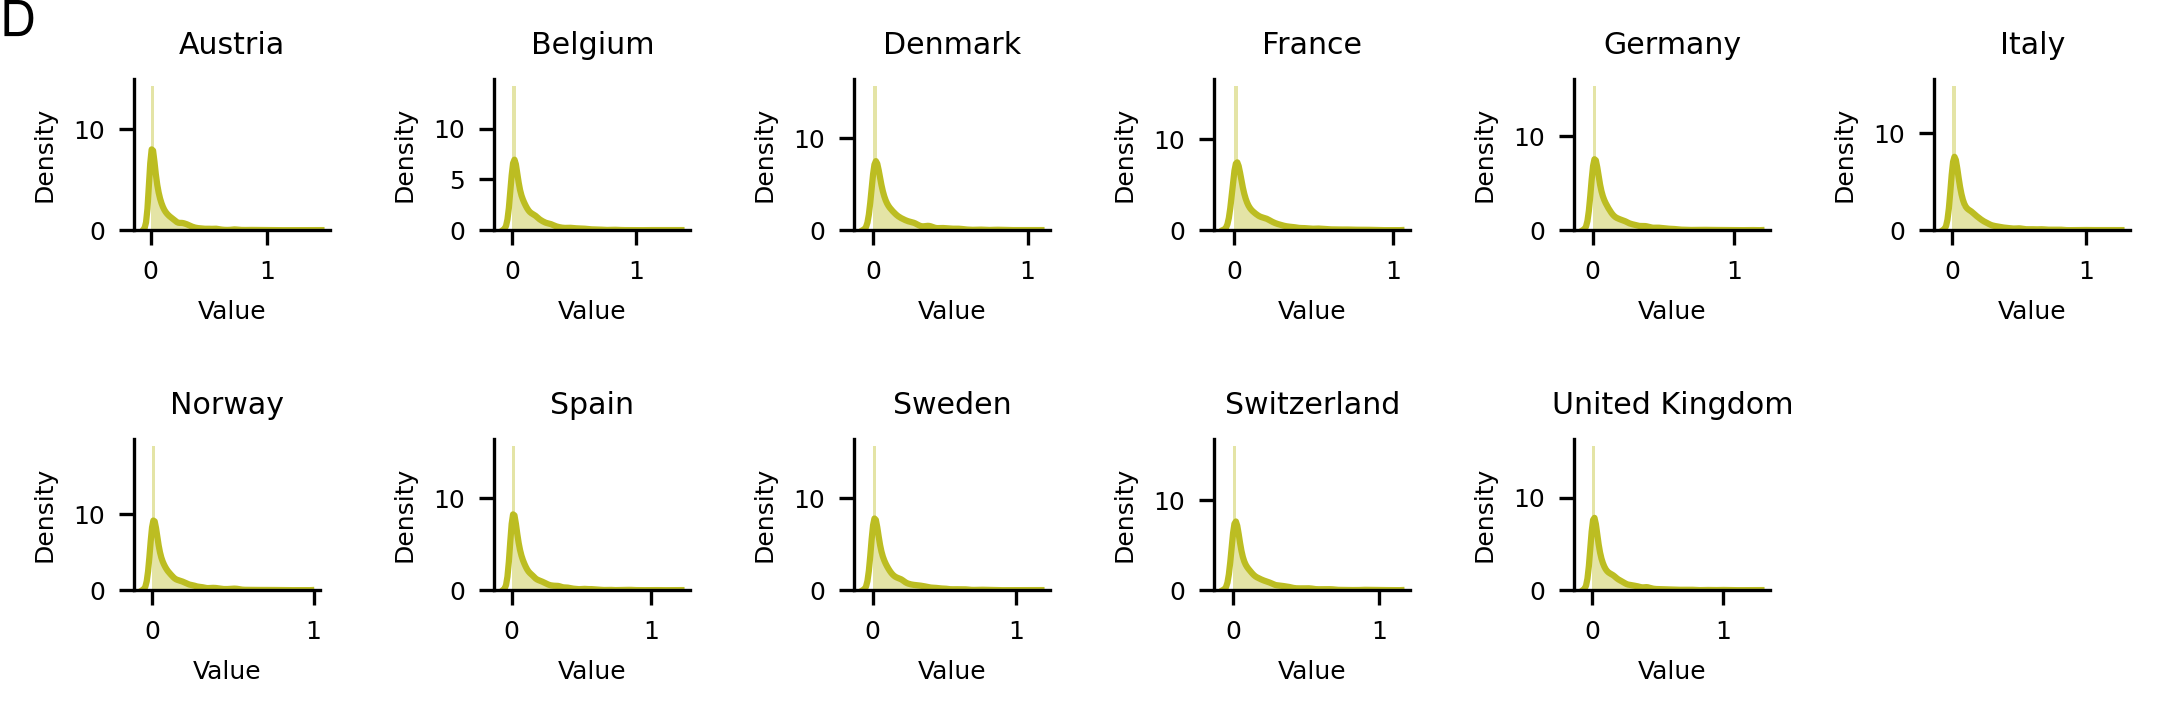 D
Austria Belgium Denmark France Germany Italy
Density 10 0 Density 10 5 0 Density 10 0 Density 10 0 Density 10 0 Density 10 0
0 1 0 1 0 1 0 1 0 1 0 1
Value Value Value Value Value Value
Norway Spain Sweden Switzerland United Kingdom
Density 10 0 Density 10 0 Density 10 0 Density 10 0 Density 10 0
0 1 0 1 0 1 0 1 0 1
Value Value Value Value Value